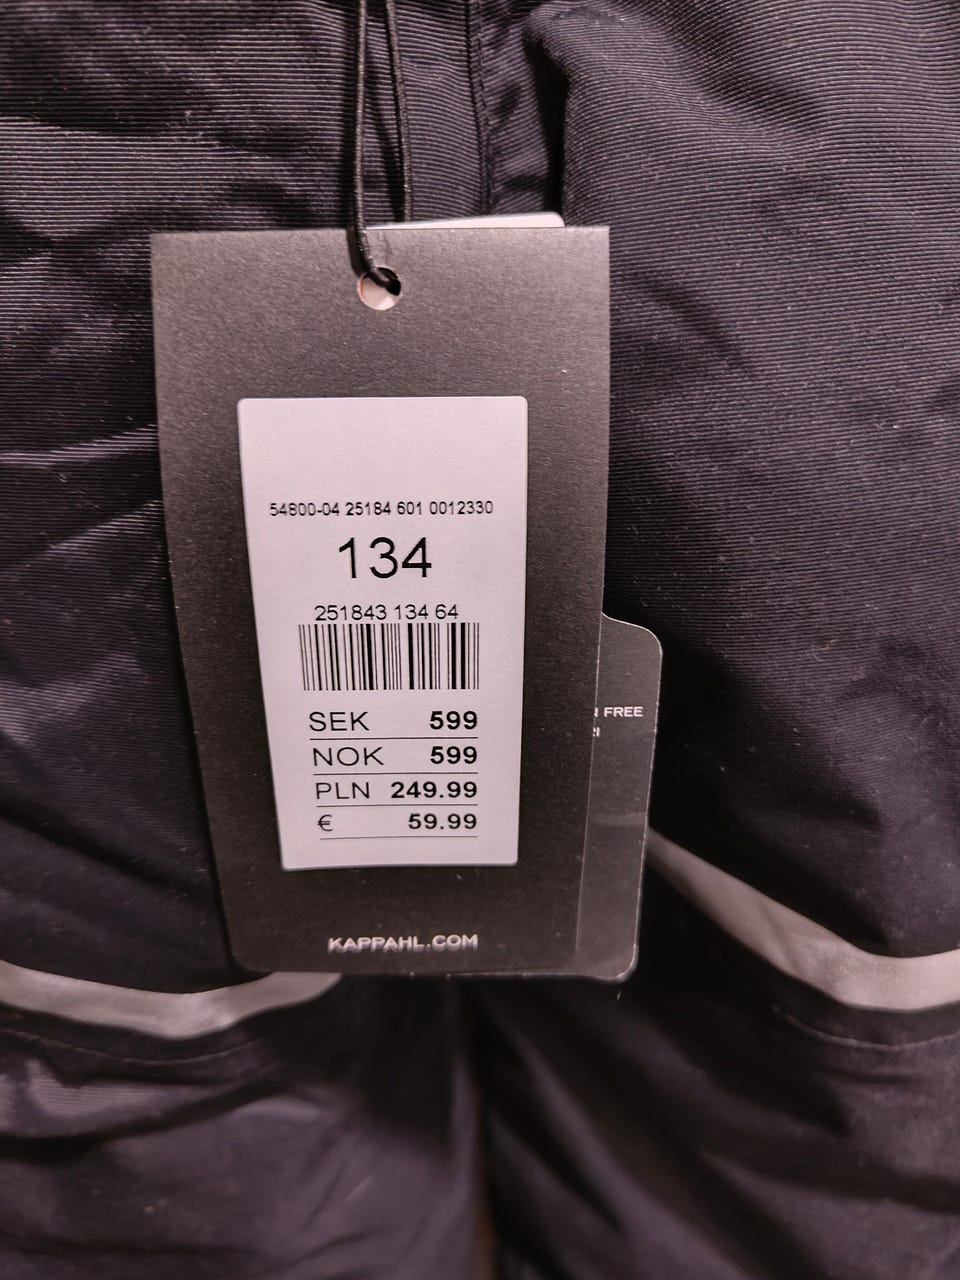 54800-04 25184 601 0012330
134
251843 134 64
SEK 599
NOK 599
PLN 249.99
€ 59.99
FREE
KAPPAHL.COM